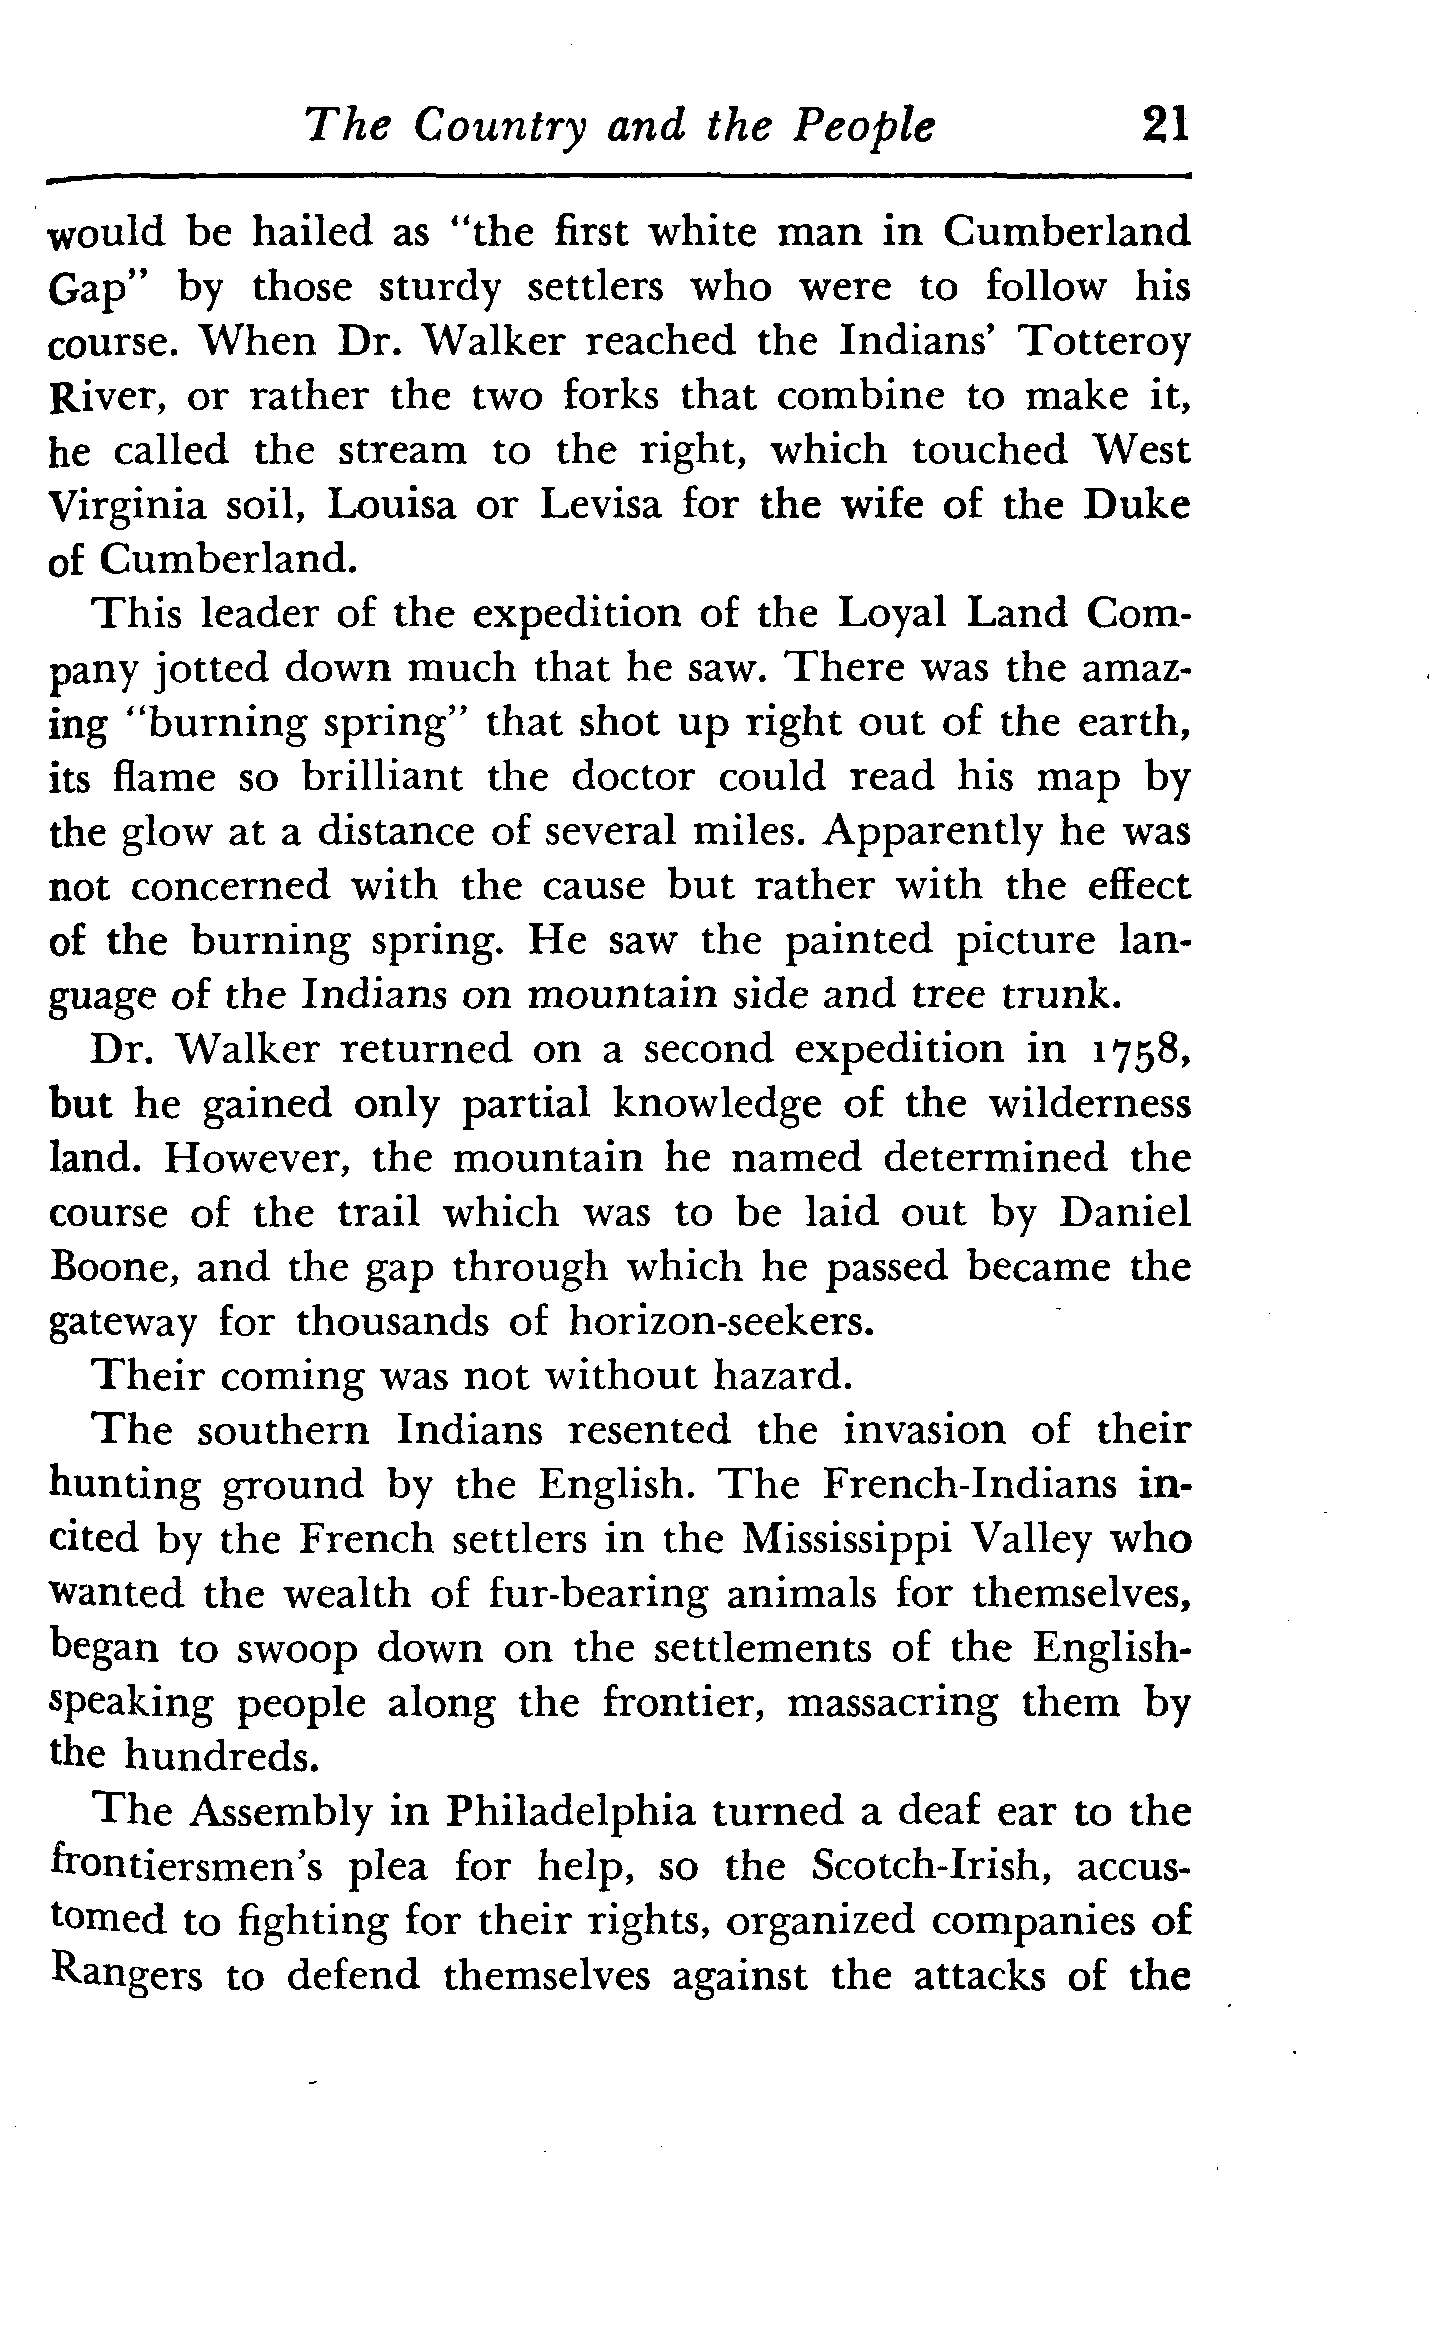 The Country and the People 21
would be hailed as "the first white man in Cumberland
Gap" by those sturdy settlers who were to follow his
course. When Dr. Walker reached the Indians' Totteroy
River, or rather the two forks that combine to make it,
he called the stream to the right, which touched West
Virginia soil, Louisa or Levisa for the wife of the Duke
of Cumberland.
This leader of the expedition of the Loyal Land Com-
pany jotted down much that he saw. There was the amaz-
ing "burning spring" that shot up right out of the earth,
its flame so brilliant the doctor could read his map by
the glow at a distance of several miles. Apparently he was
not concerned with the cause but rather with the effect
of the burning spring. He saw the painted picture lan-
guage of the Indians on mountain side and tree trunk.
Dr. Walker returned on a second expedition in 1758,
but he gained only partial knowledge of the wilderness
land. However, the mountain he named determined the
course of the trail which was to be laid out by Daniel
Boone, and the gap through which he passed became the
gateway for thousands of horizon-seekers.
Their coming was not without hazard.
The southern Indians resented the invasion of their
hunting ground by the English. The French-Indians in-
cited by the French settlers in the Mississippi Valley who
wanted the wealth of fur-bearing animals for themselves,
began to swoop down on the settlements of the English-
speaking people along the frontier, massacring them by
the hundreds.
The Assembly in Philadelphia turned a deaf ear to the
frontiersmen's plea for help, so the Scotch-Irish, accus-
tomed to fighting for their rights, organized companies of
Rangers to defend themselves against the attacks of the